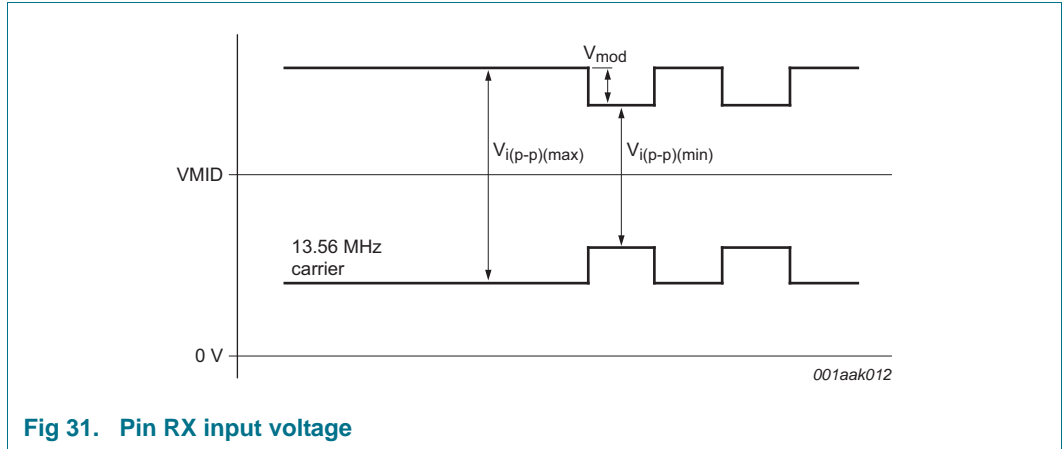 Vmod
Vi(p-p)(max)
Vi(p-p)(min)
VMID
13.56 MHz
carrier
0 V
001aak012
Fig 31. Pin RX input voltage